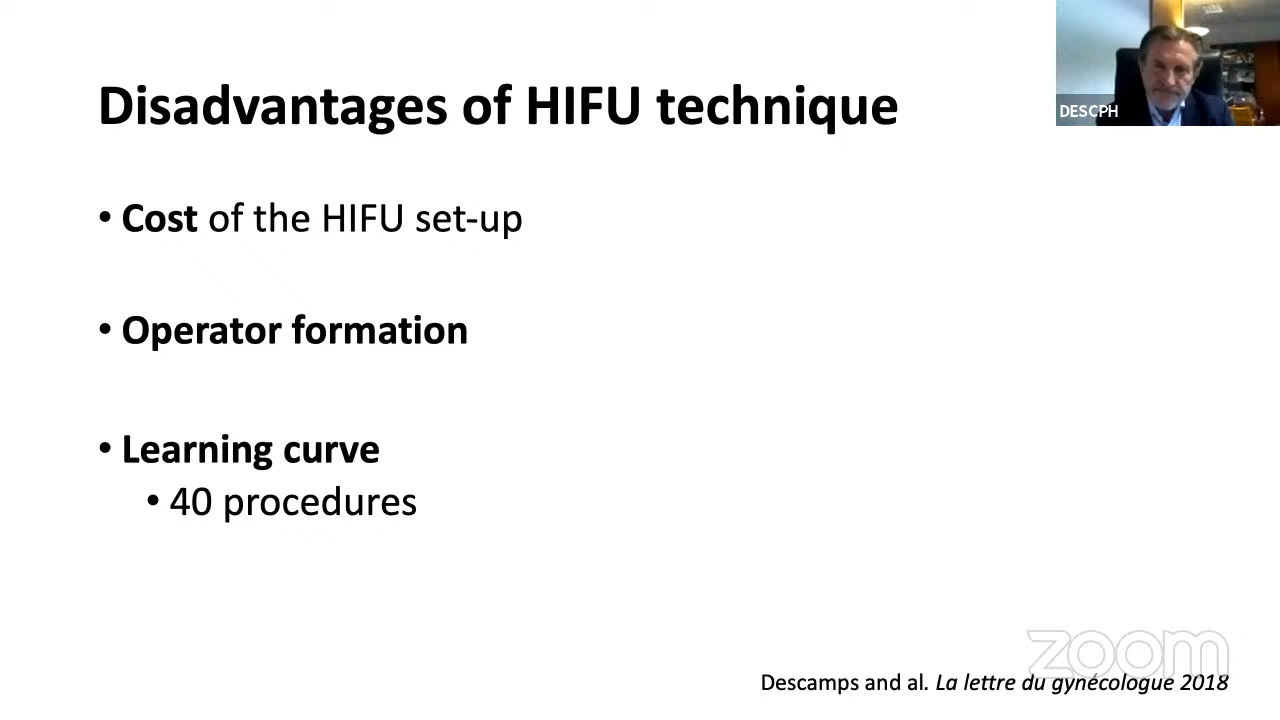 DESCPH
Disadvantages of HIFU technique
• Cost of the HIFU set-up
• Operator formation
• Learning curve
• 40 procedures
zoom
Descamps and al. La lettre du gynécologue 2018